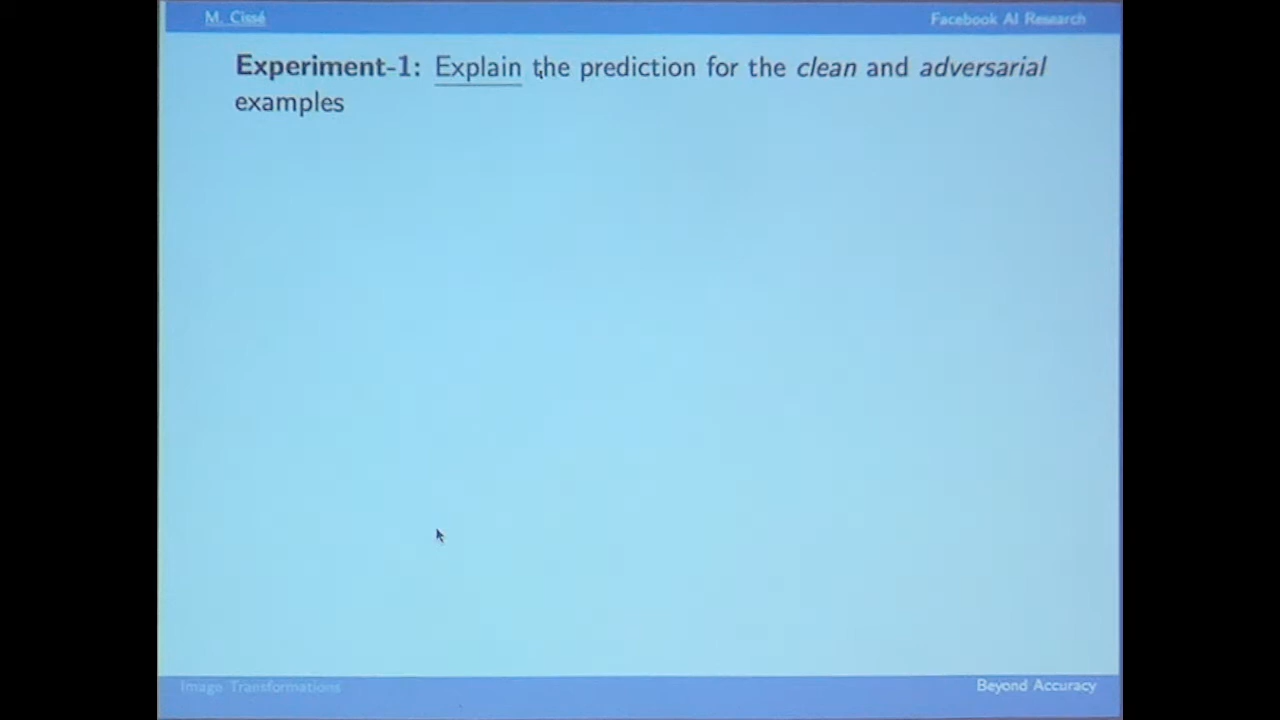 M. Cissé
Facebook AI Research
Experiment-1: Explain the prediction for the clean and adversarial
examples
Image Transformations
Beyond Accuracy